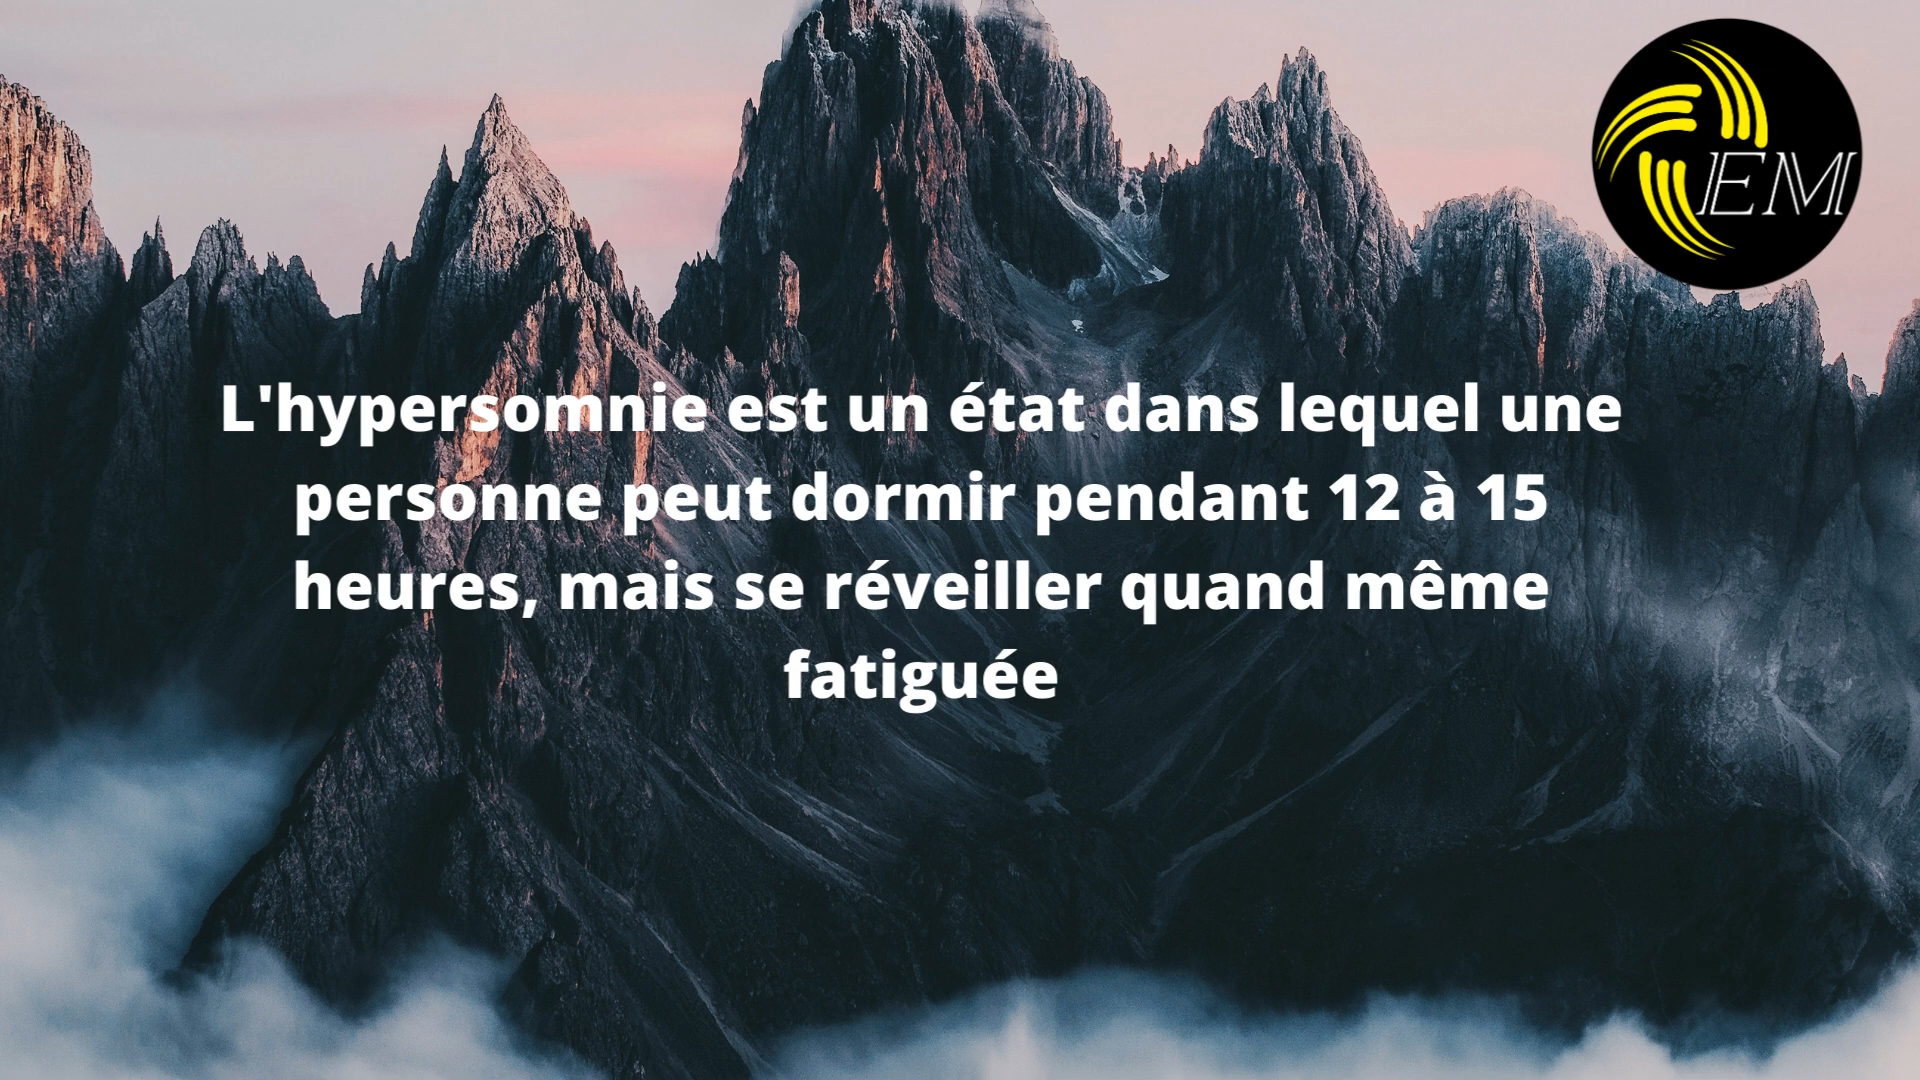 EM
L'hypersomnie est un état dans lequel une
personne peut dormir pendant 12 à 15
heures, mais se réveiller quand même
fatiguée